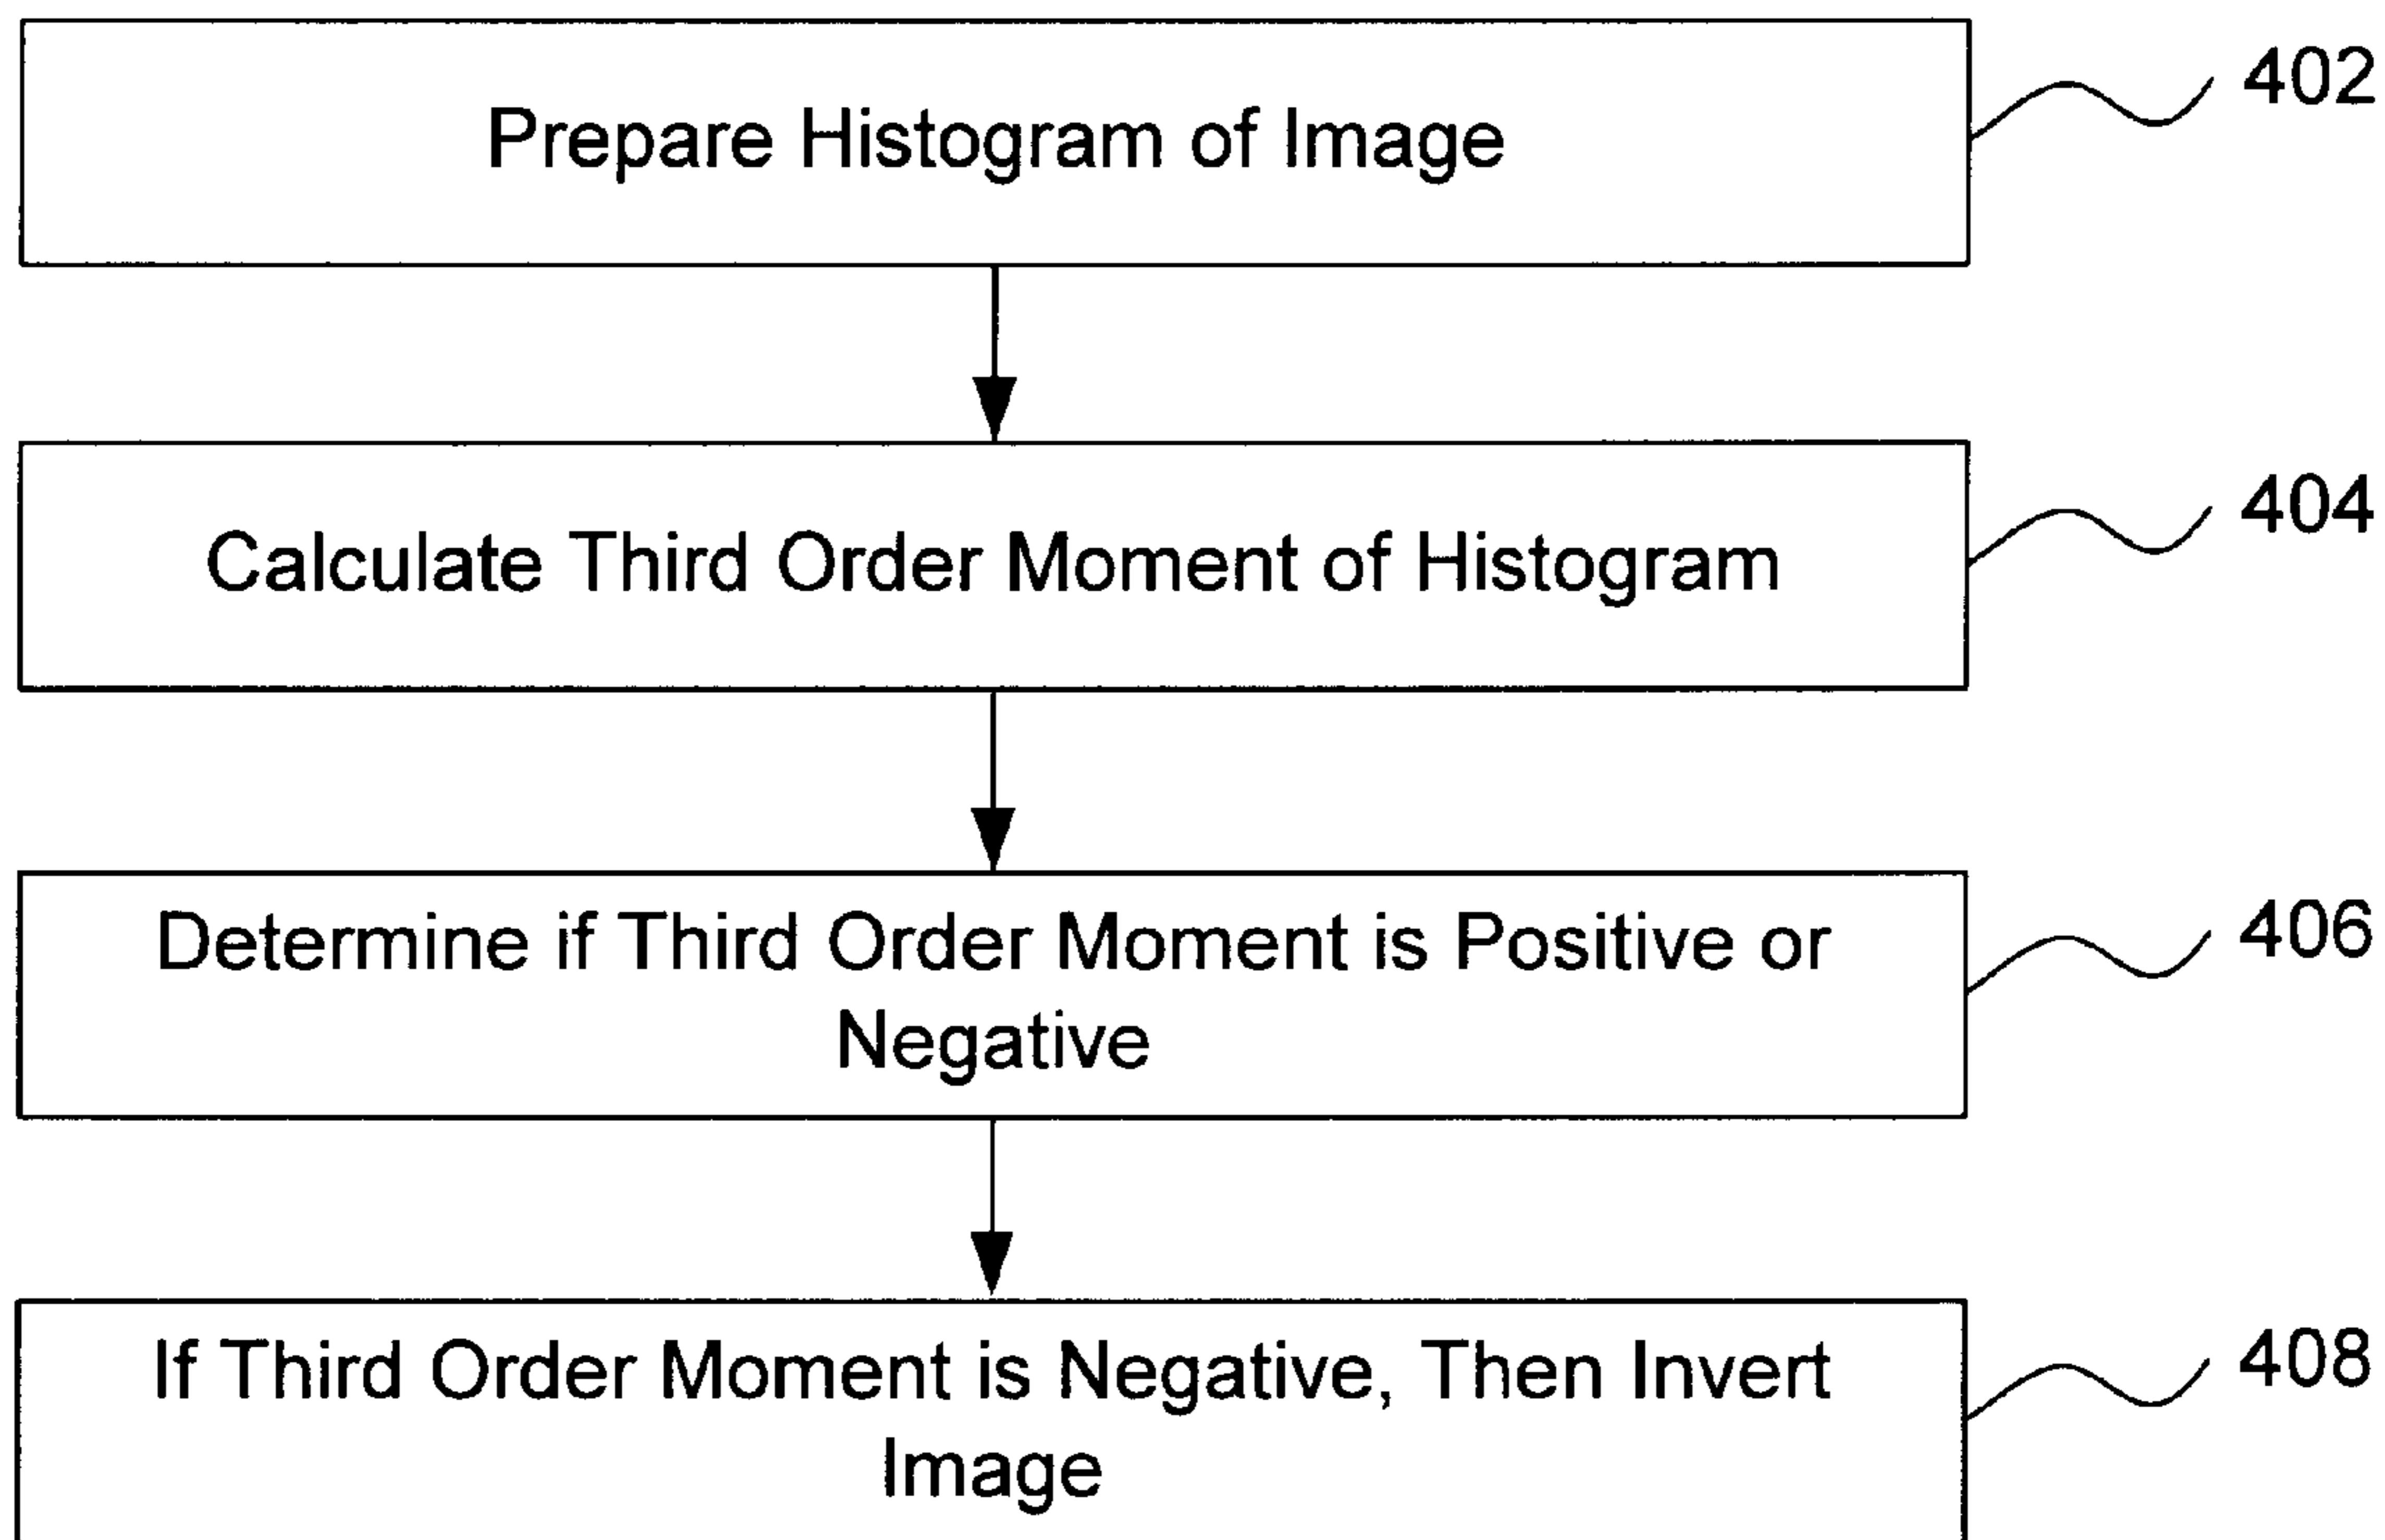 Prepare Histogram of Image
402
Calculate Third Order Moment of Histogram
404
Determine if Third Order Moment is Positive or
Negative
406
If Third Order Moment is Negative, Then Invert
Image
408